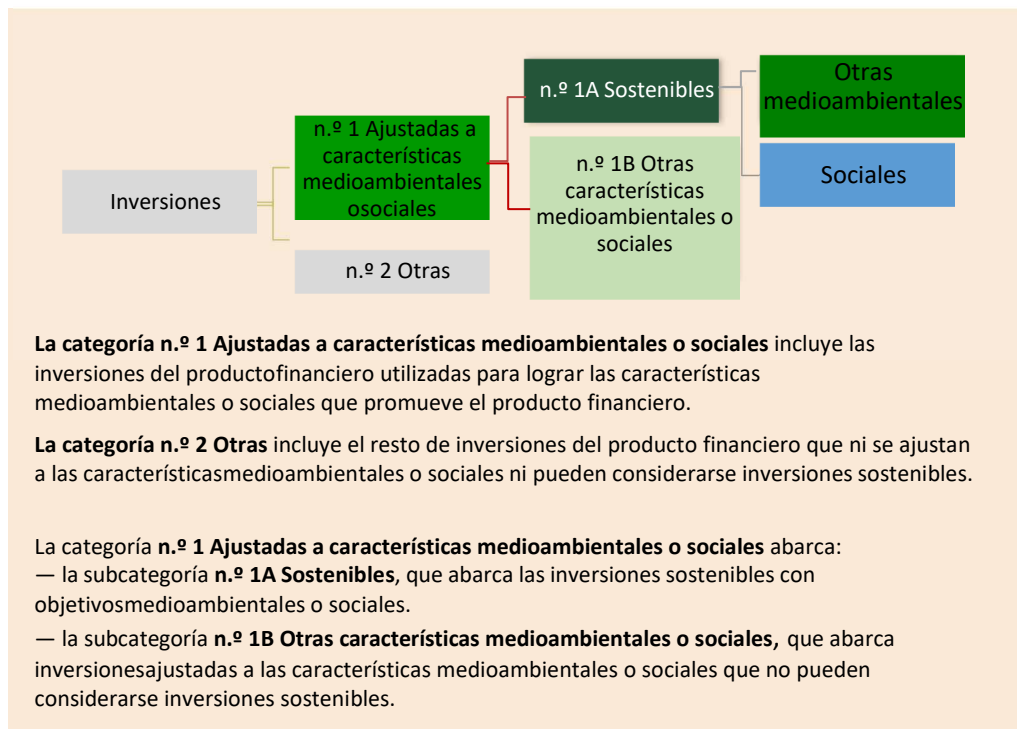 Inversiones
n.º 1 Ajustadas a
características
medioambientales
osociales
n.º 2 Otras
n.º 1A Sostenibles
n.º 1B Otras
características
medioambientales o
sociales
Otras
medioambientales
Sociales
La categoría n.º 1 Ajustadas a características medioambientales o sociales incluye las
inversiones del productofinanciero utilizadas para lograr las características
medioambientales o sociales que promueve el producto financiero.
La categoría n.º 2 Otras incluye el resto de inversiones del producto financiero que ni se ajustan
a las característicasmedioambientales o sociales ni pueden considerarse inversiones sostenibles.
La categoría n.º 1 Ajustadas a características medioambientales o sociales abarca:
— la subcategoría n.º 1A Sostenibles, que abarca las inversiones sostenibles con
objetivosmedioambientales o sociales.
— la subcategoría n.º 1B Otras características medioambientales o sociales, que abarca
inversionesajustadas a las características medioambientales o sociales que no pueden
considerarse inversiones sostenibles.